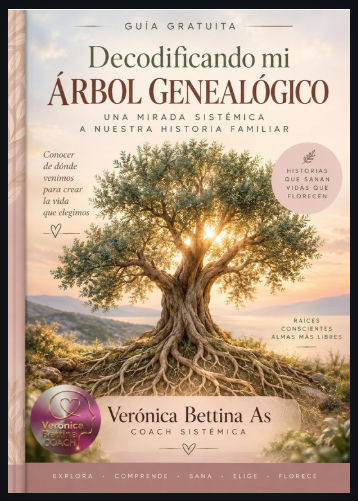 GUÍA GRATUITA
Decodificando mi
ÁRBOL GENEALÓGICO
UNA MIRADA SISTÉMICA
A NUESTRA HISTORIA FAMILIAR
Conocer
de dónde
venimos
para crear
la vida
que elegimos
HISTORIAS
QUE SANAN
VIDAS QUE
FLORECEN
RAÍCES
CONSCIENTES
ALMAS MÁS LIBRES
Verónica
Bettina
COACH
Verónica Bettina As
COACH SISTÉMICA
EXPLORA · COMPRENDE · SANA · ELIGE · FLORECE